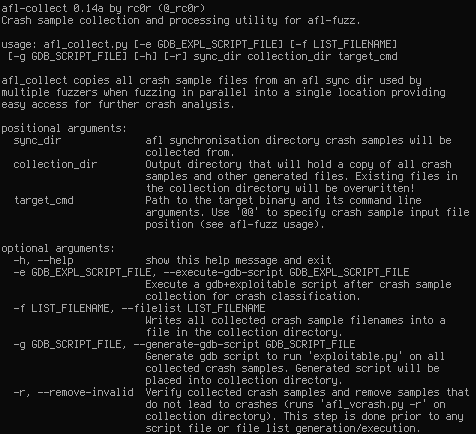 afl-collect 0.14a by rc0r (@_rc0r)
Crash sample collection and processing utility for afl-fuzz.
usage: afl_collect.py [-e GDB_EXPL_SCRIPT_FILE] [-f LIST_FILENAME]
[-g GDB_SCRIPT_FILE] [-h] [-r] sync_dir collection_dir target_cmd
afl_collect copies all crash sample files from an afl sync dir used by
multiple fuzzers when fuzzing in parallel into a single location providing
easy access for further crash analysis.
positional arguments:
sync_dir afl synchronisation directory crash samples will be
collected from.
collection_dir Output directory that will hold a copy of all crash
samples and other generated files. Existing files in
the collection directory will be overwritten!
target_cmd Path to the target binary and its command line
arguments. Use '@@' to specify crash sample input file
position (see afl-fuzz usage).
optional arguments:
-h, --help show this help message and exit
-e GDB_EXPL_SCRIPT_FILE, --execute-gdb-script GDB_EXPL_SCRIPT_FILE
Execute a gdb+exploitable script after crash sample
collection for crash classification.
-f LIST_FILENAME, --filelist LIST_FILENAME
Writes all collected crash sample filenames into a
file in the collection directory.
-g GDB_SCRIPT_FILE, --generate-gdb-script GDB_SCRIPT_FILE
Generate gdb script to run 'exploitable.py' on all
collected crash samples. Generated script will be
placed into collection directory.
-r, --remove-invalid Verify collected crash samples and remove samples that
do not lead to crashes (runs 'afl_vcrash.py -r' on
collection directory). This step is done prior to any
script file or file list generation/execution.